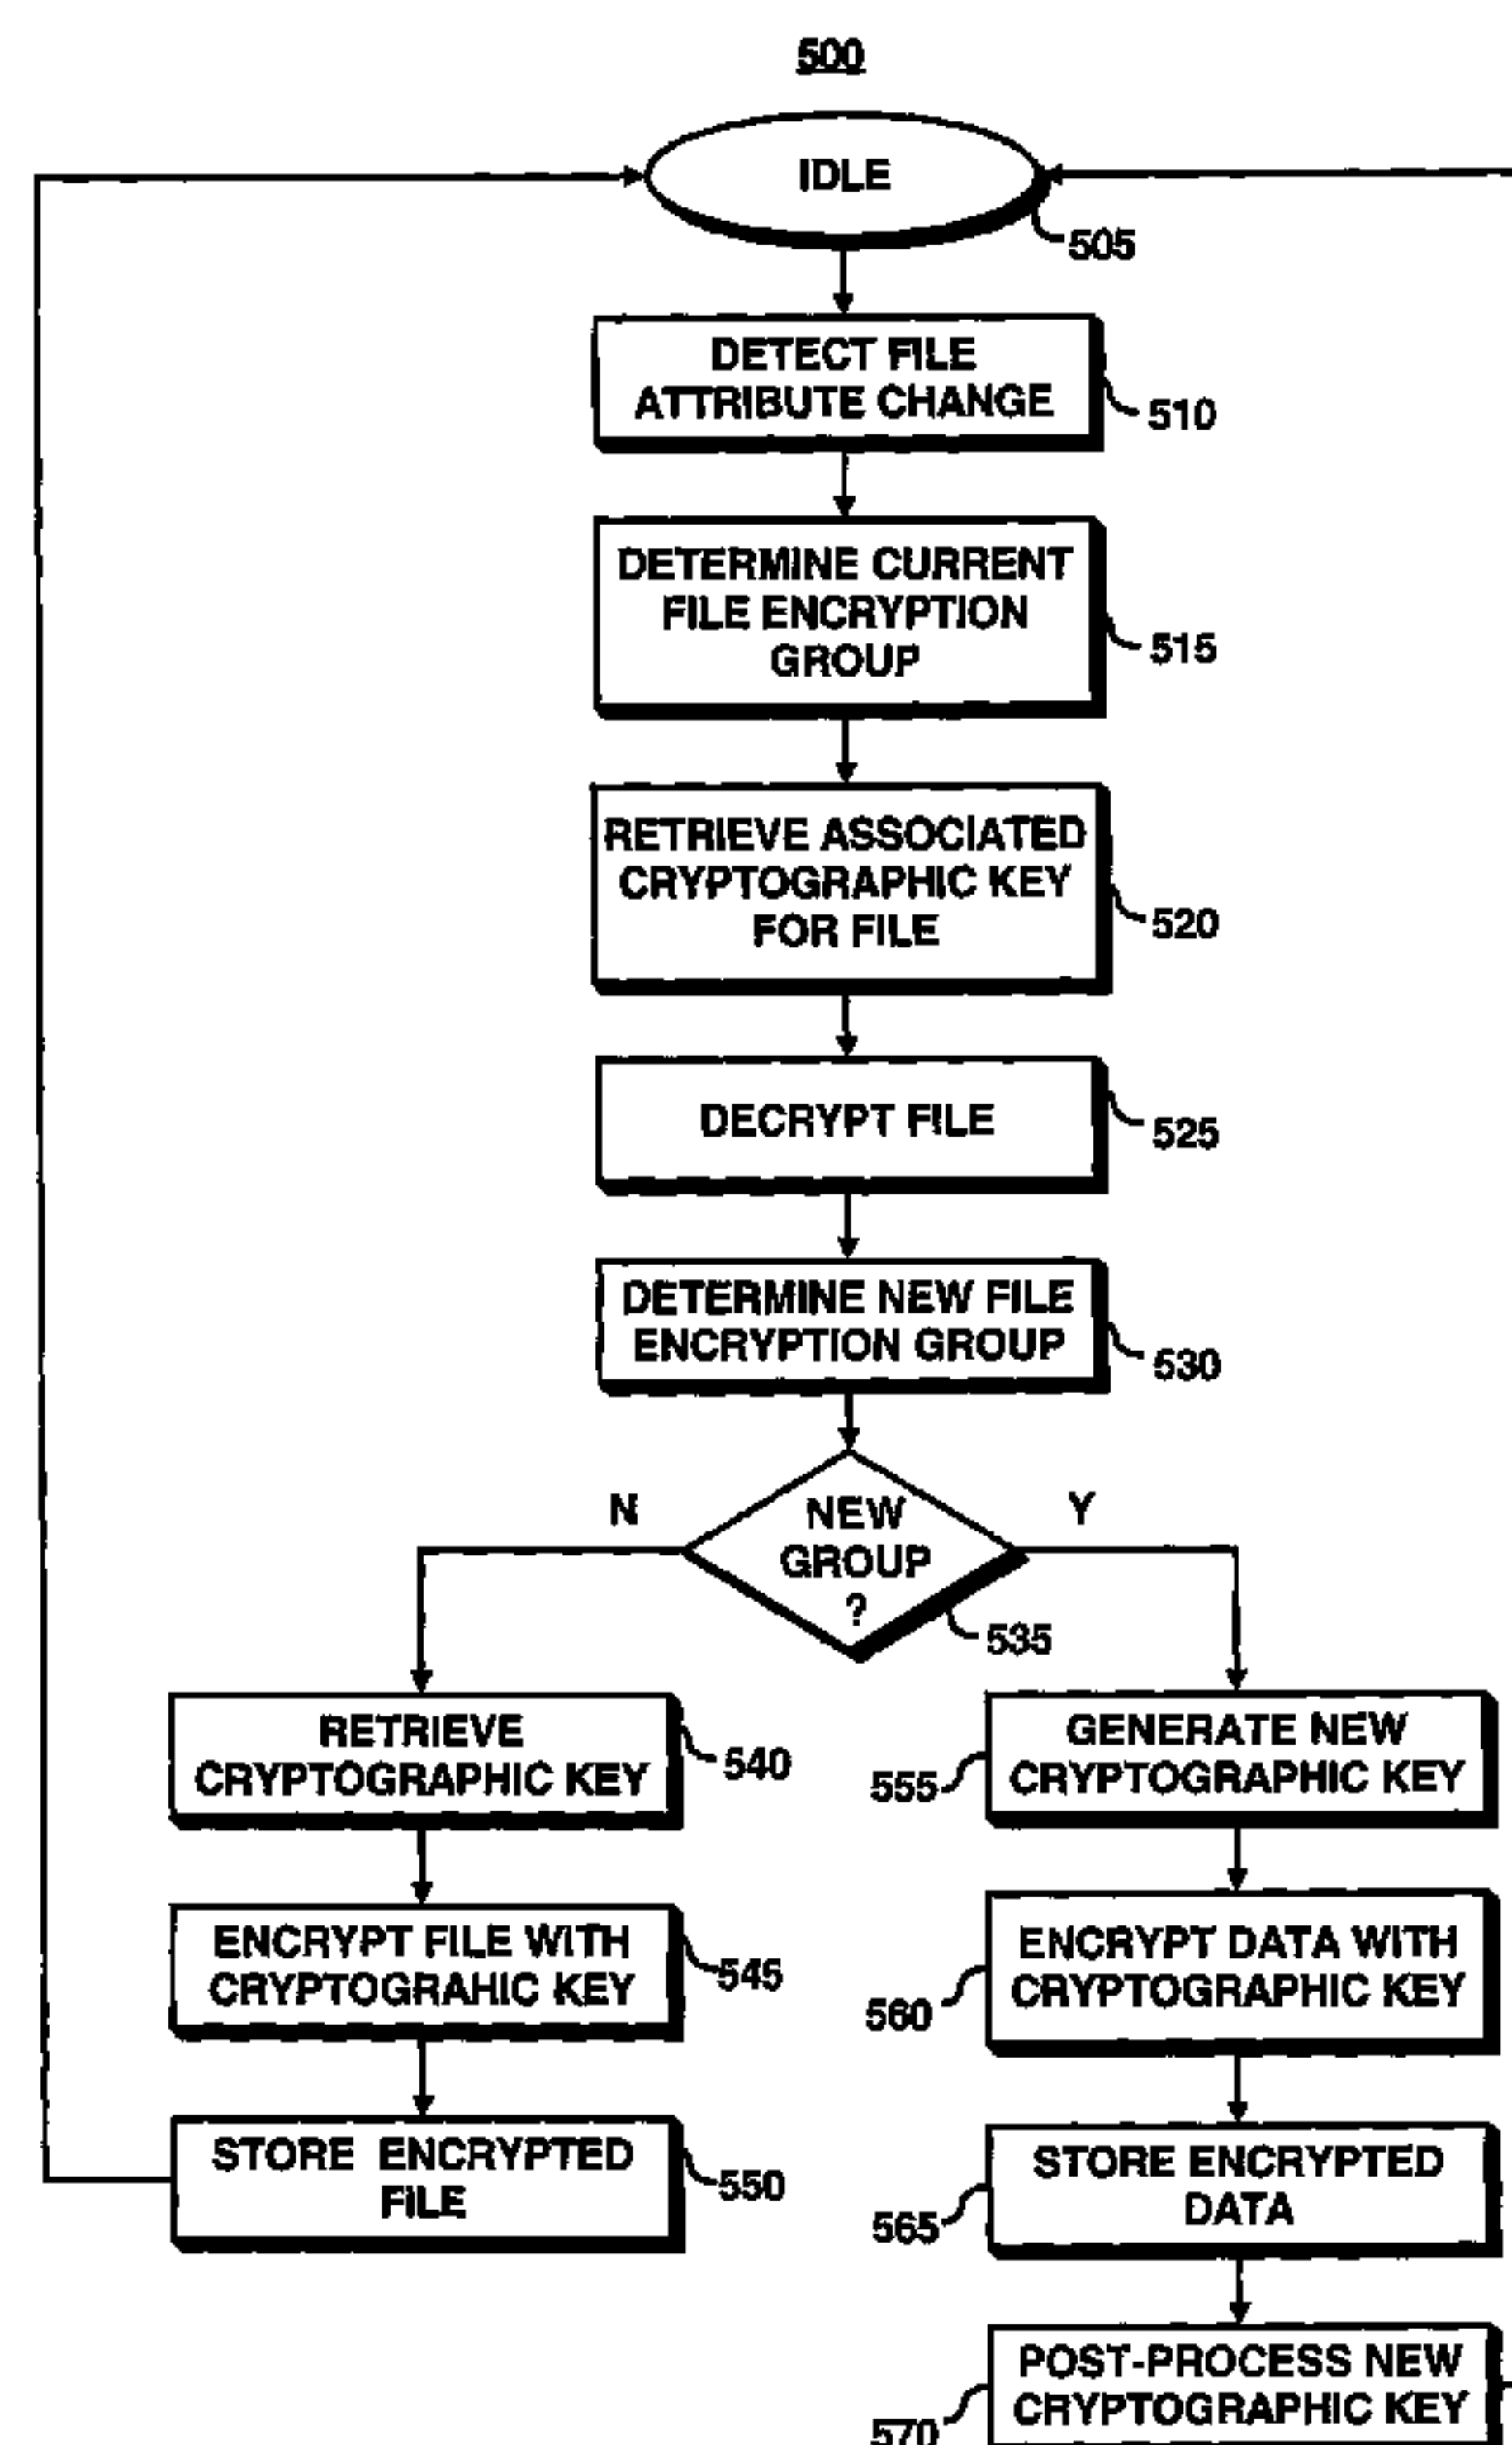 500
IDLE
505
DETECT FILE
ATTRIBUTE CHANGE
510
DETERMINE CURRENT
FILE ENCRYPTION
GROUP
515
RETRIEVE ASSOCIATED
CRYPTOGRAPHIC KEY
FOR FILE
520
DECRYPT FILE
525
DETERMINE NEW FILE
ENCRYPTION GROUP
530
N
NEW
GROUP
?
Y
535
RETRIEVE
CRYPTOGRAPHIC KEY
540
ENCRYPT FILE WITH
CRYPTOGRAHIC KEY
545
STORE ENCRYPTED
FILE
550
GENERATE NEW
CRYPTOGRAPHIC KEY
555
ENCRYPT DATA WITH
CRYPTOGRAPHIC KEY
560
STORE ENCRYPTED
DATA
565
POST-PROCESS NEW
CRYPTOGRAPHIC KEY
570